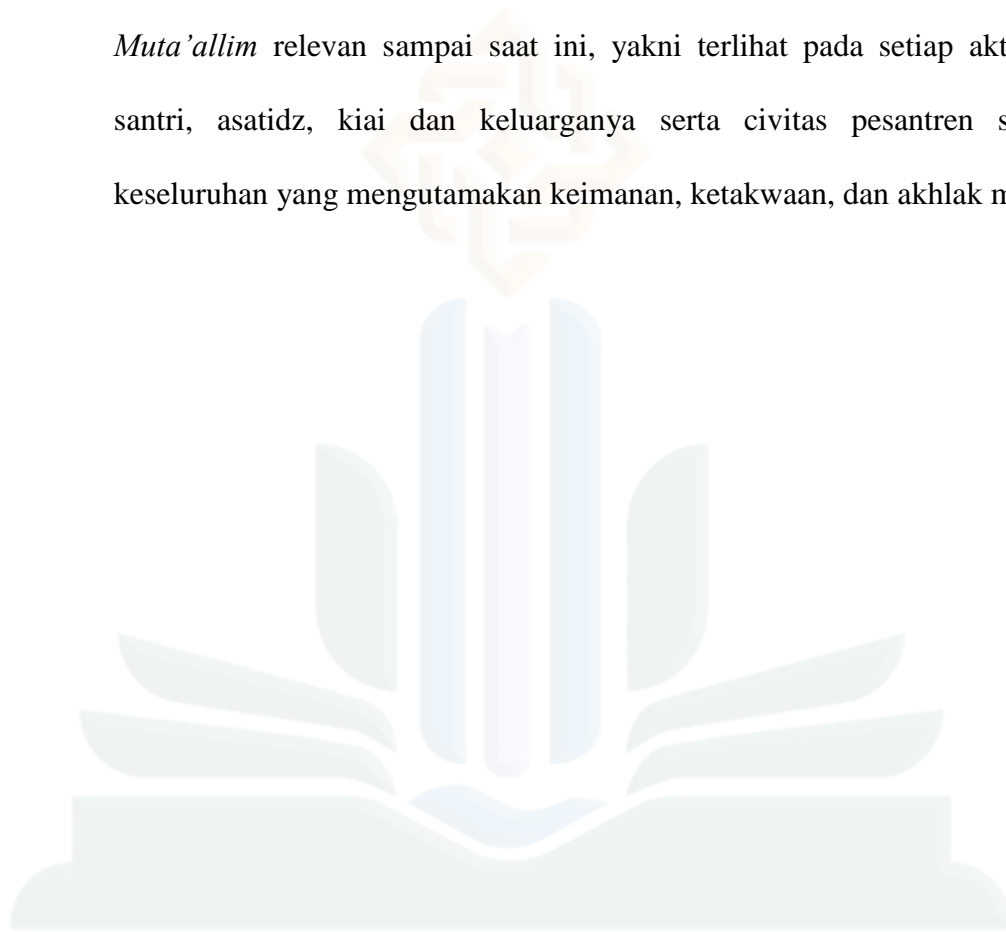 Muta’allim relevan sampai saat ini, yakni terlihat pada setiap
santri, asatidz, kiai dan keluarganya serta civitas pesantren
keseluruhan yang mengutamakan keimanan, ketakwaan, dan akhlak